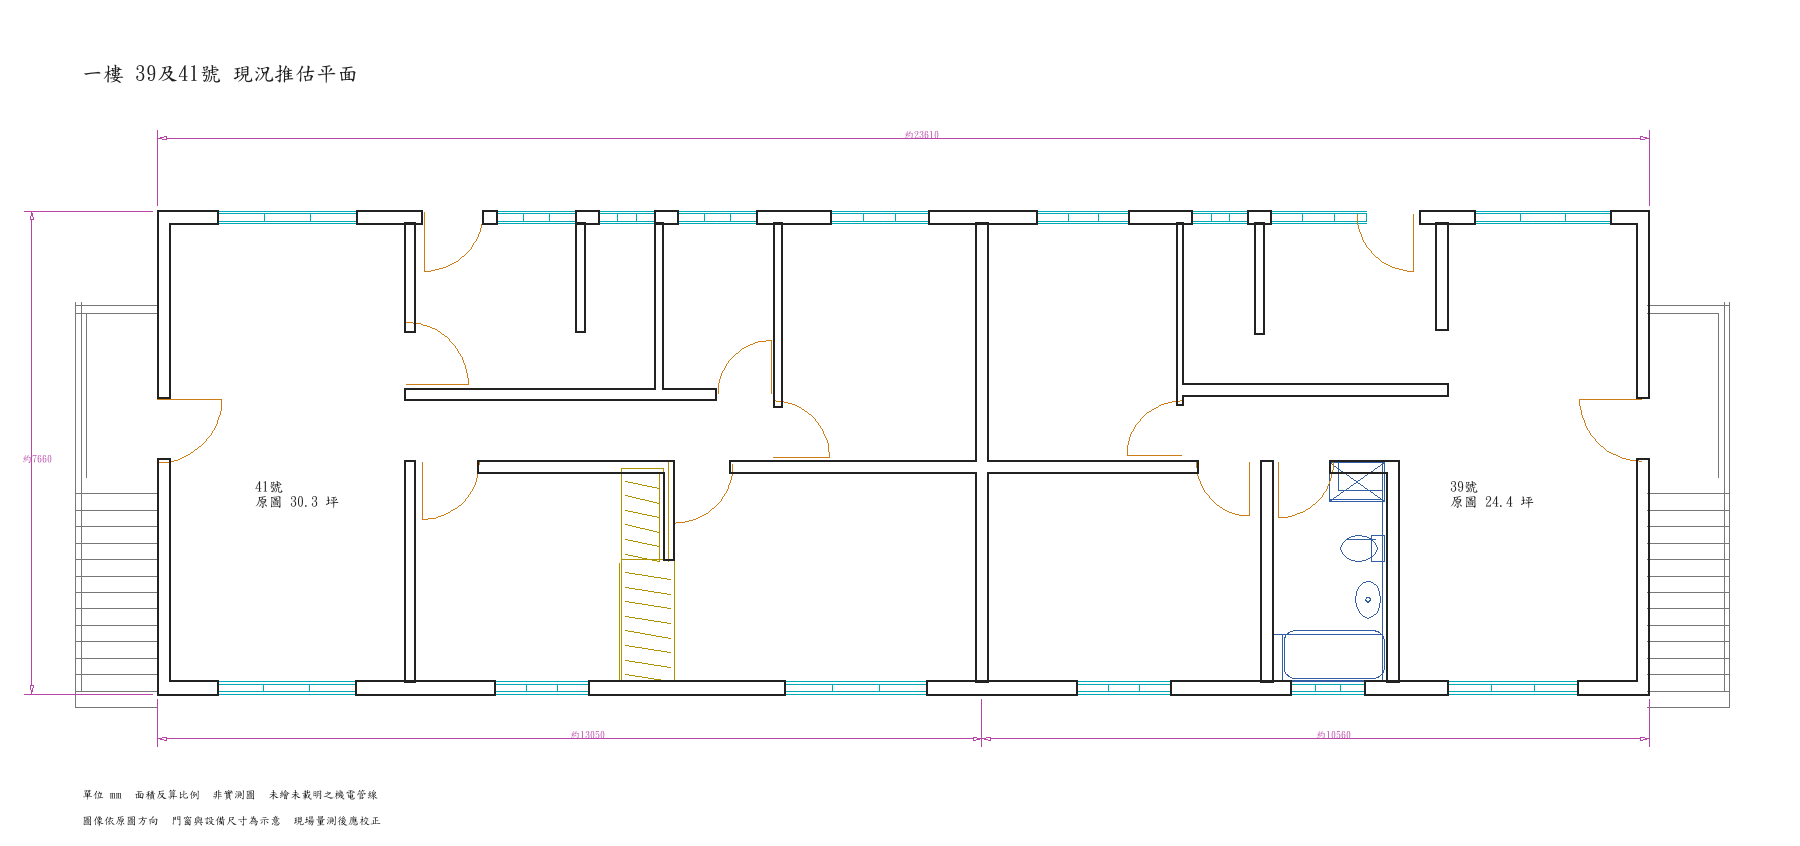 一樓 39及41號 現況推估平面
約23610
約7660
41號
原圖 30.3 坪
39號
原圖 24.4 坪
約13050
約10560
單位 mm 面積反算比例 非實測圖 未繪未載明之機電管線
圖像依原圖方向 門窗與設備尺寸為示意 現場量測後應校正